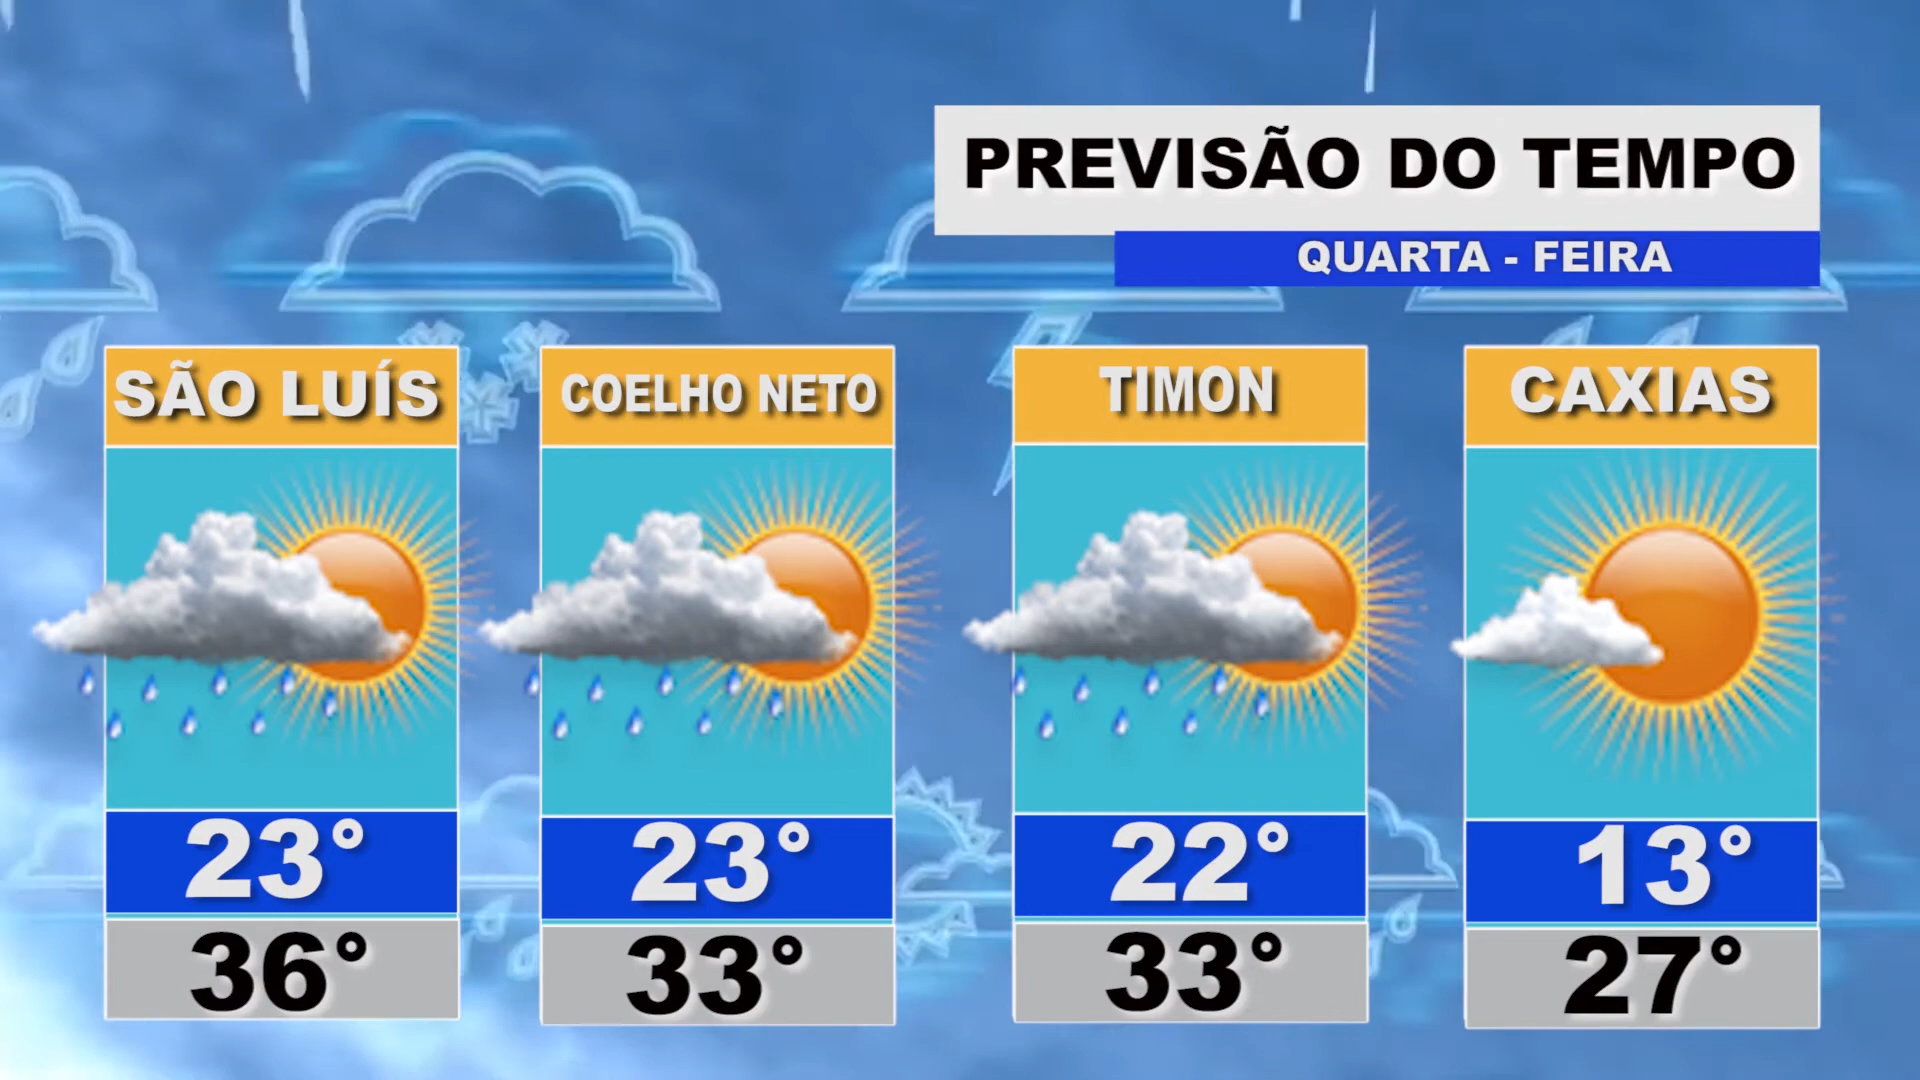 PREVISÃO DO TEMPO
QUARTA - FEIRA
SÃO LUÍS
23°
36°
COELHO NETO
23°
33°
TIMON
22°
33°
CAXIAS
13°
27°